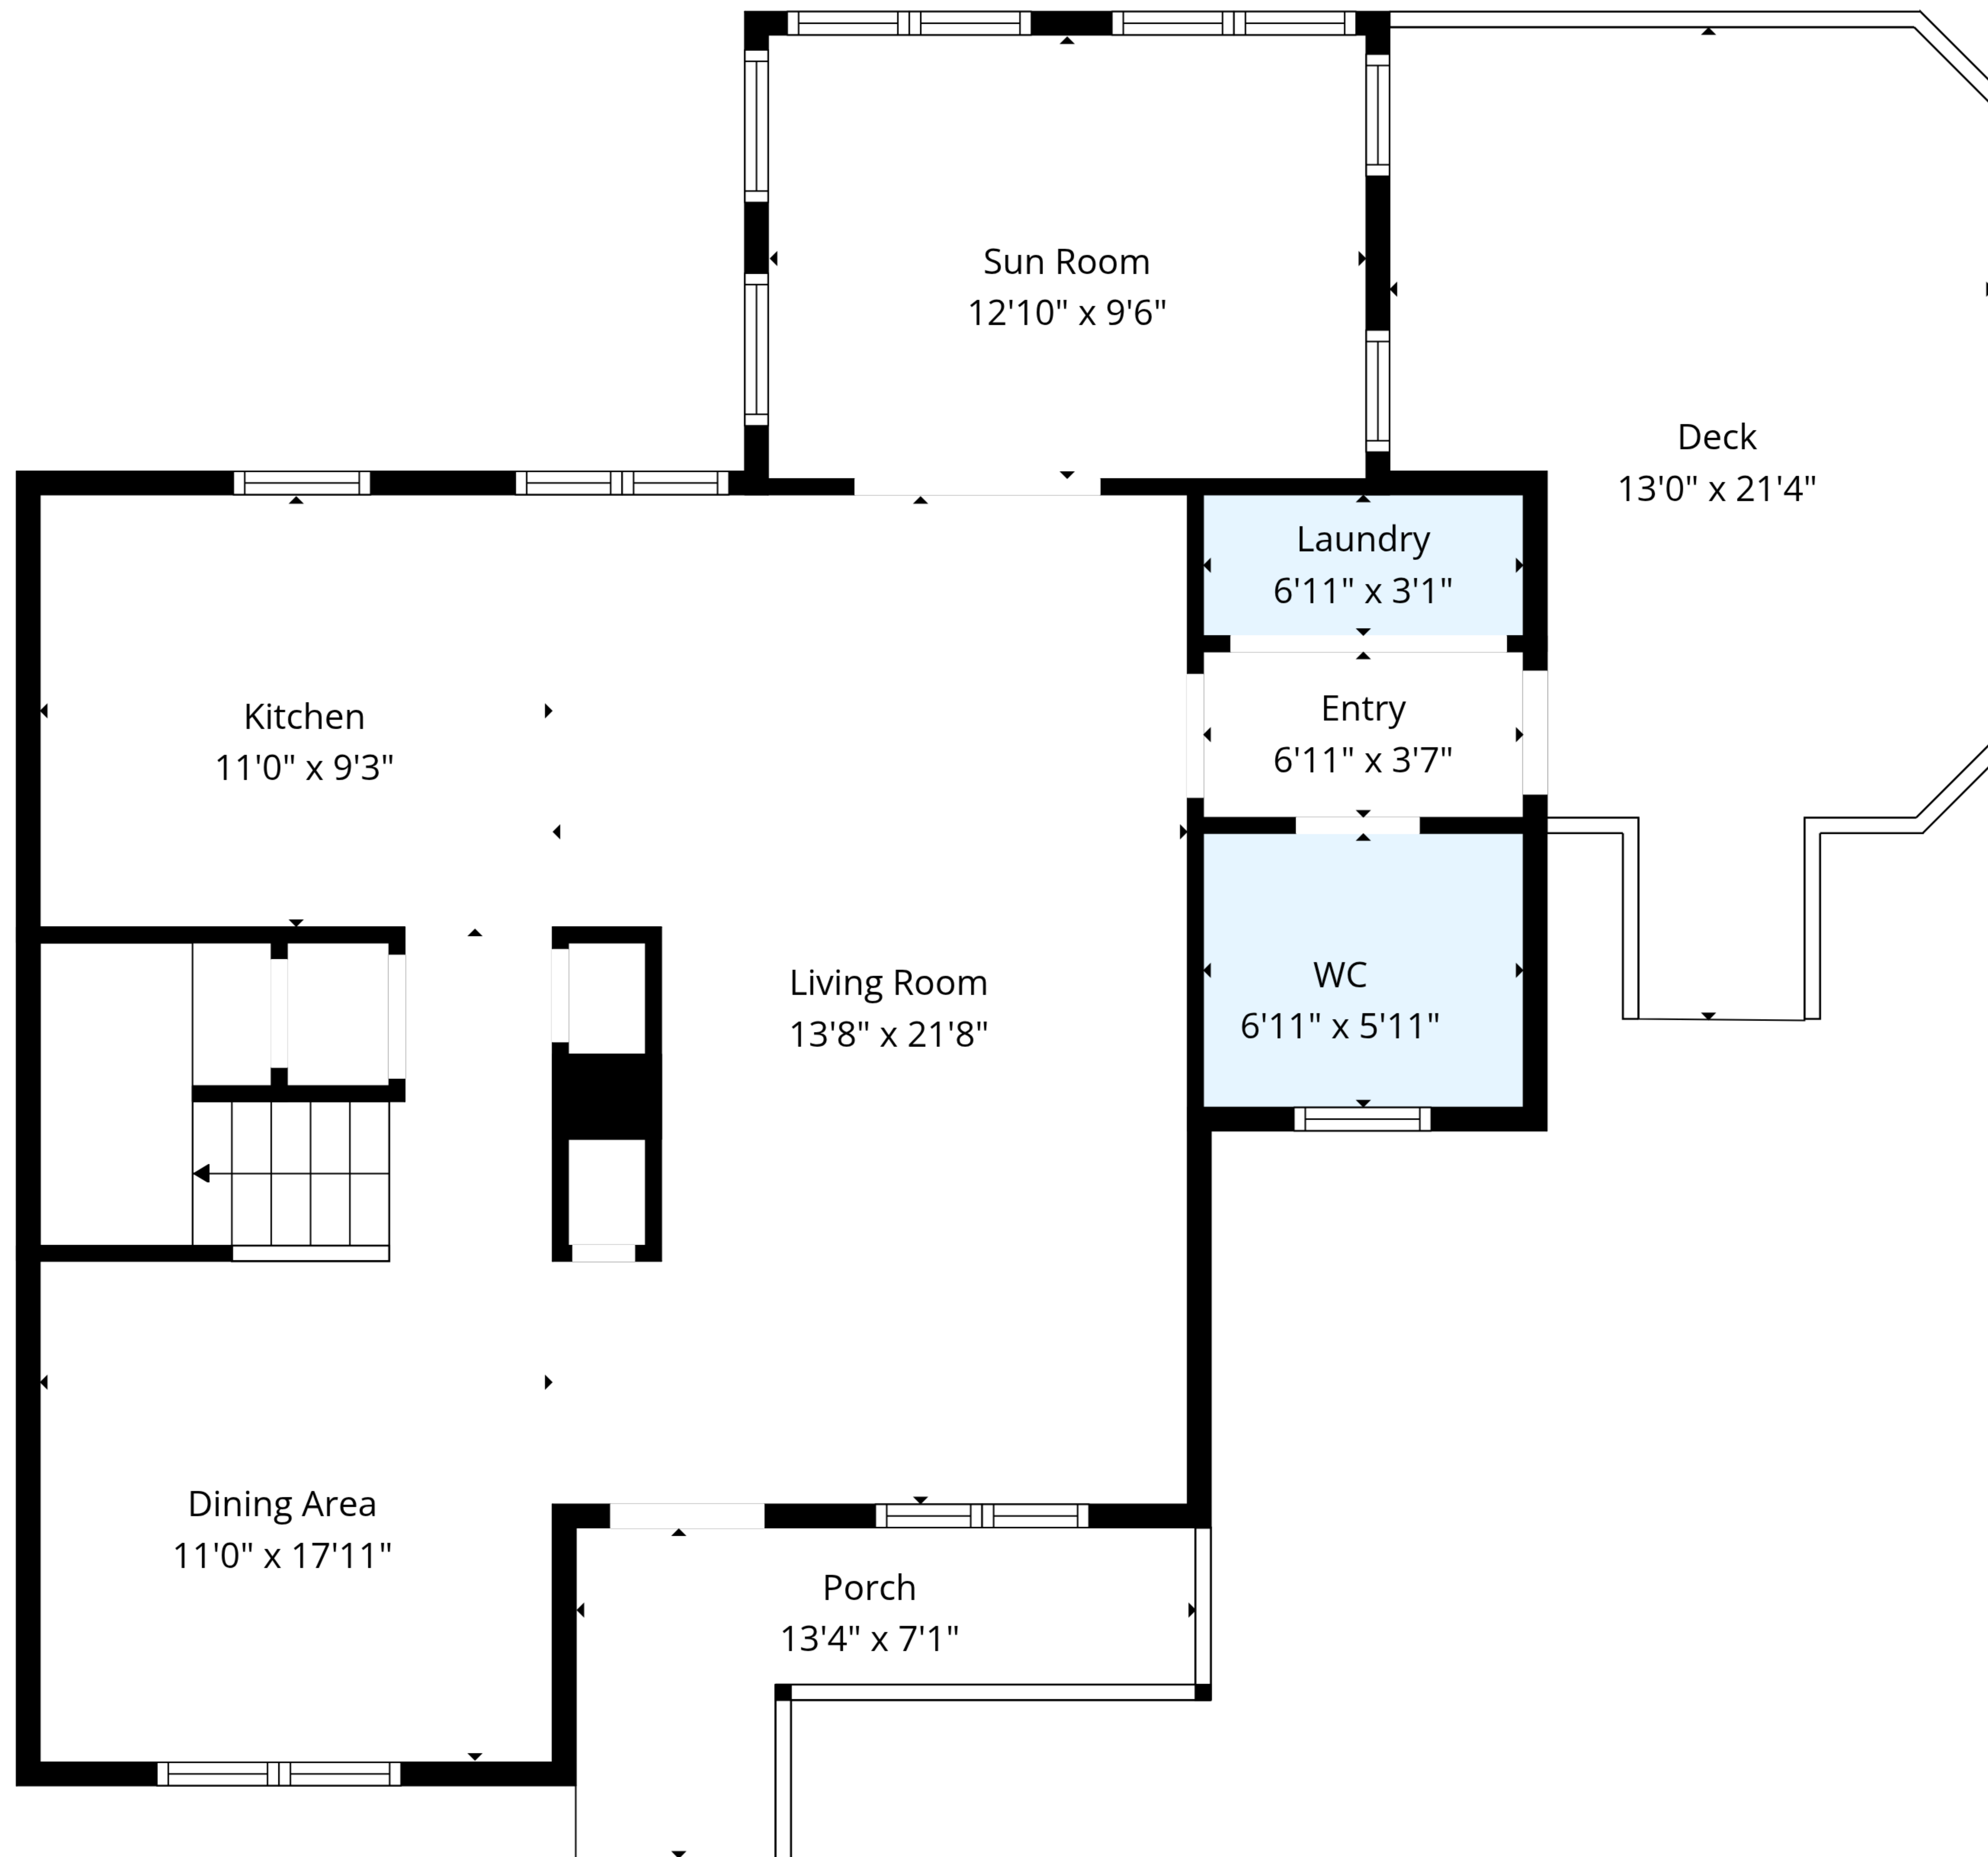 Sun Room
12'10" x 9'6"
Deck
13'0" x 21'4"
Laundry
6'11" x 3'1"
Entry
6'11" x 3'7"
Kitchen
11'0" x 9'3"
Living Room
13'8" x 21'8"
WC
6'11" x 5'11"
Dining Area
11'0" x 17'11"
Porch
13'4" x 7'1"